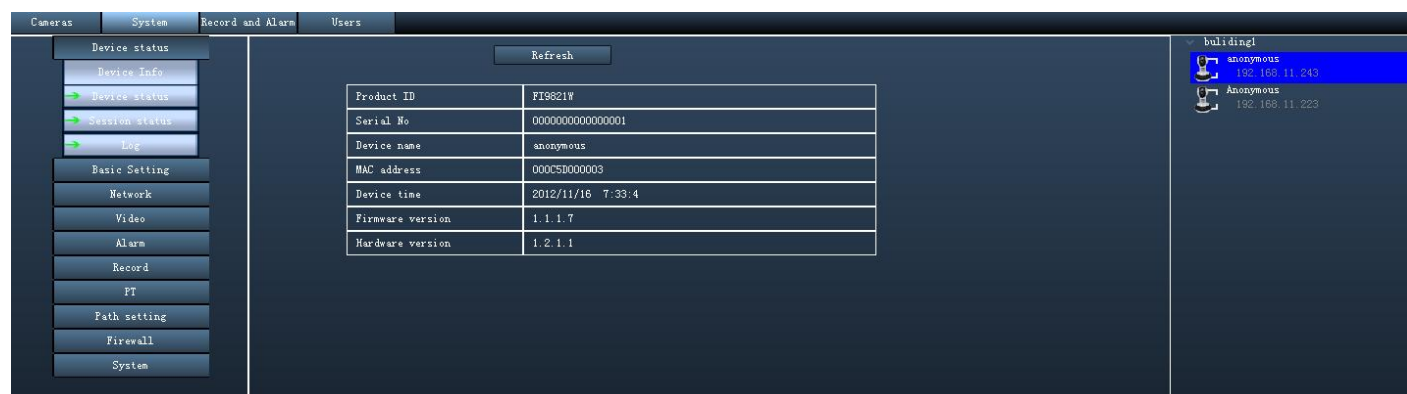 Cameras System Record and Alarm Users
Device status
Device Info
Device status
Session status
Log
Basic Setting
Network
Video
Alarm
Record
PT
Path setting
Firewall
System
Refresh
Product ID FI9821W
Serial No 0000000000000001
Device name anonymous
MAC address 000C5D000003
Device time 2012/11/16 7:33:4
Firmware version 1.1.1.7
Hardware version 1.2.1.1
buliding1
anonymous
192.168.11.243
Anonymous
192.168.11.223